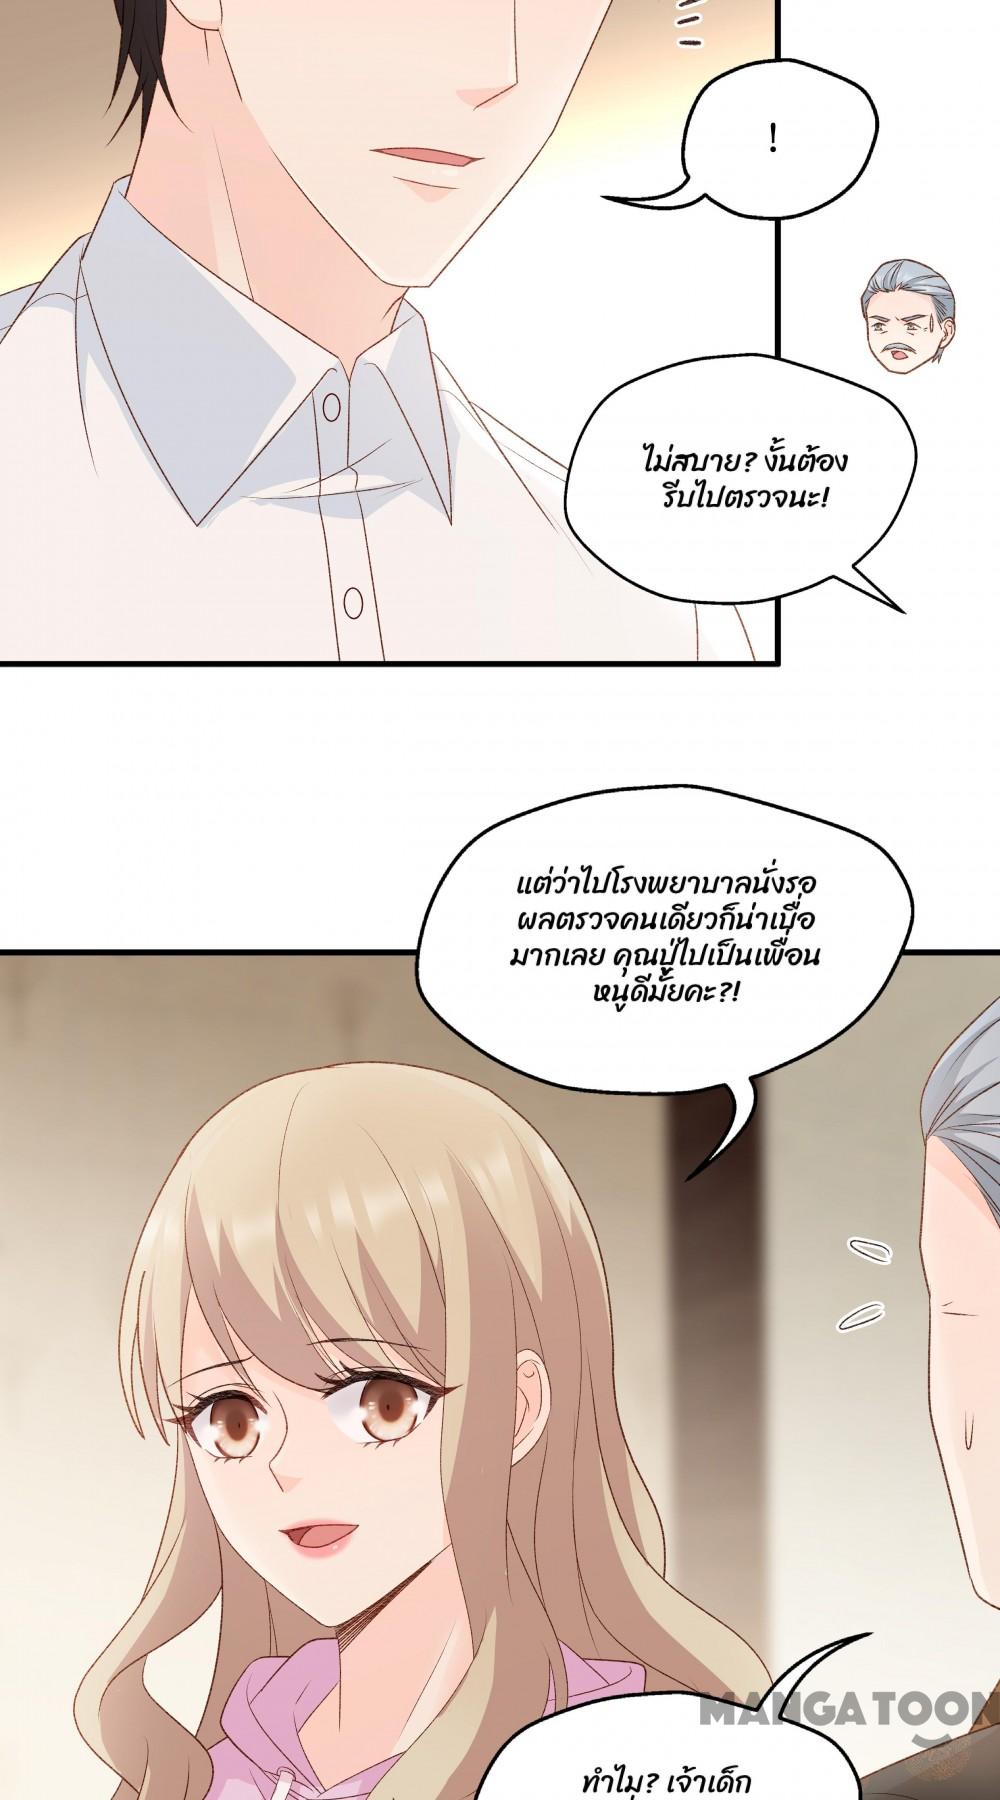 !
ไม่สบาย? งั้นต้อง
รีบไปตรวจนะ!
แต่ว่าไปโรงพยาบาลนั่งรอ
ผลตรวจคนเดียวก็น่าเบื่อ
มากเลย คุณปู่ไปเป็นเพื่อน
หนูดีมั้ยคะ?!
MANGATOON
ทำไม? เจ้าเด็ก